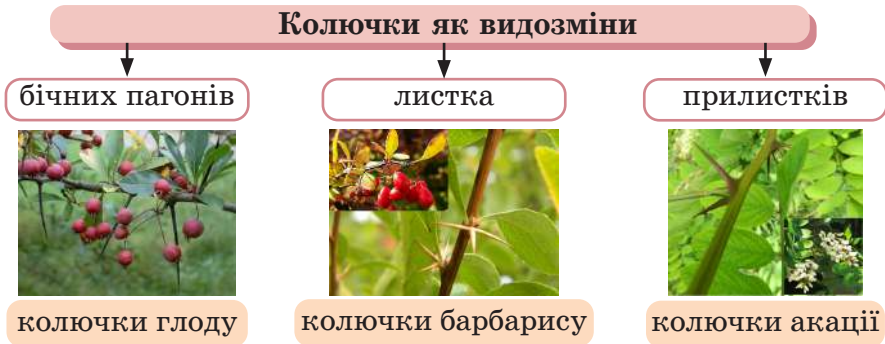 Колючки як видозміни
бічних пагонів
листка
прилистків
колючки глоду
колючки барбарису
колючки акації